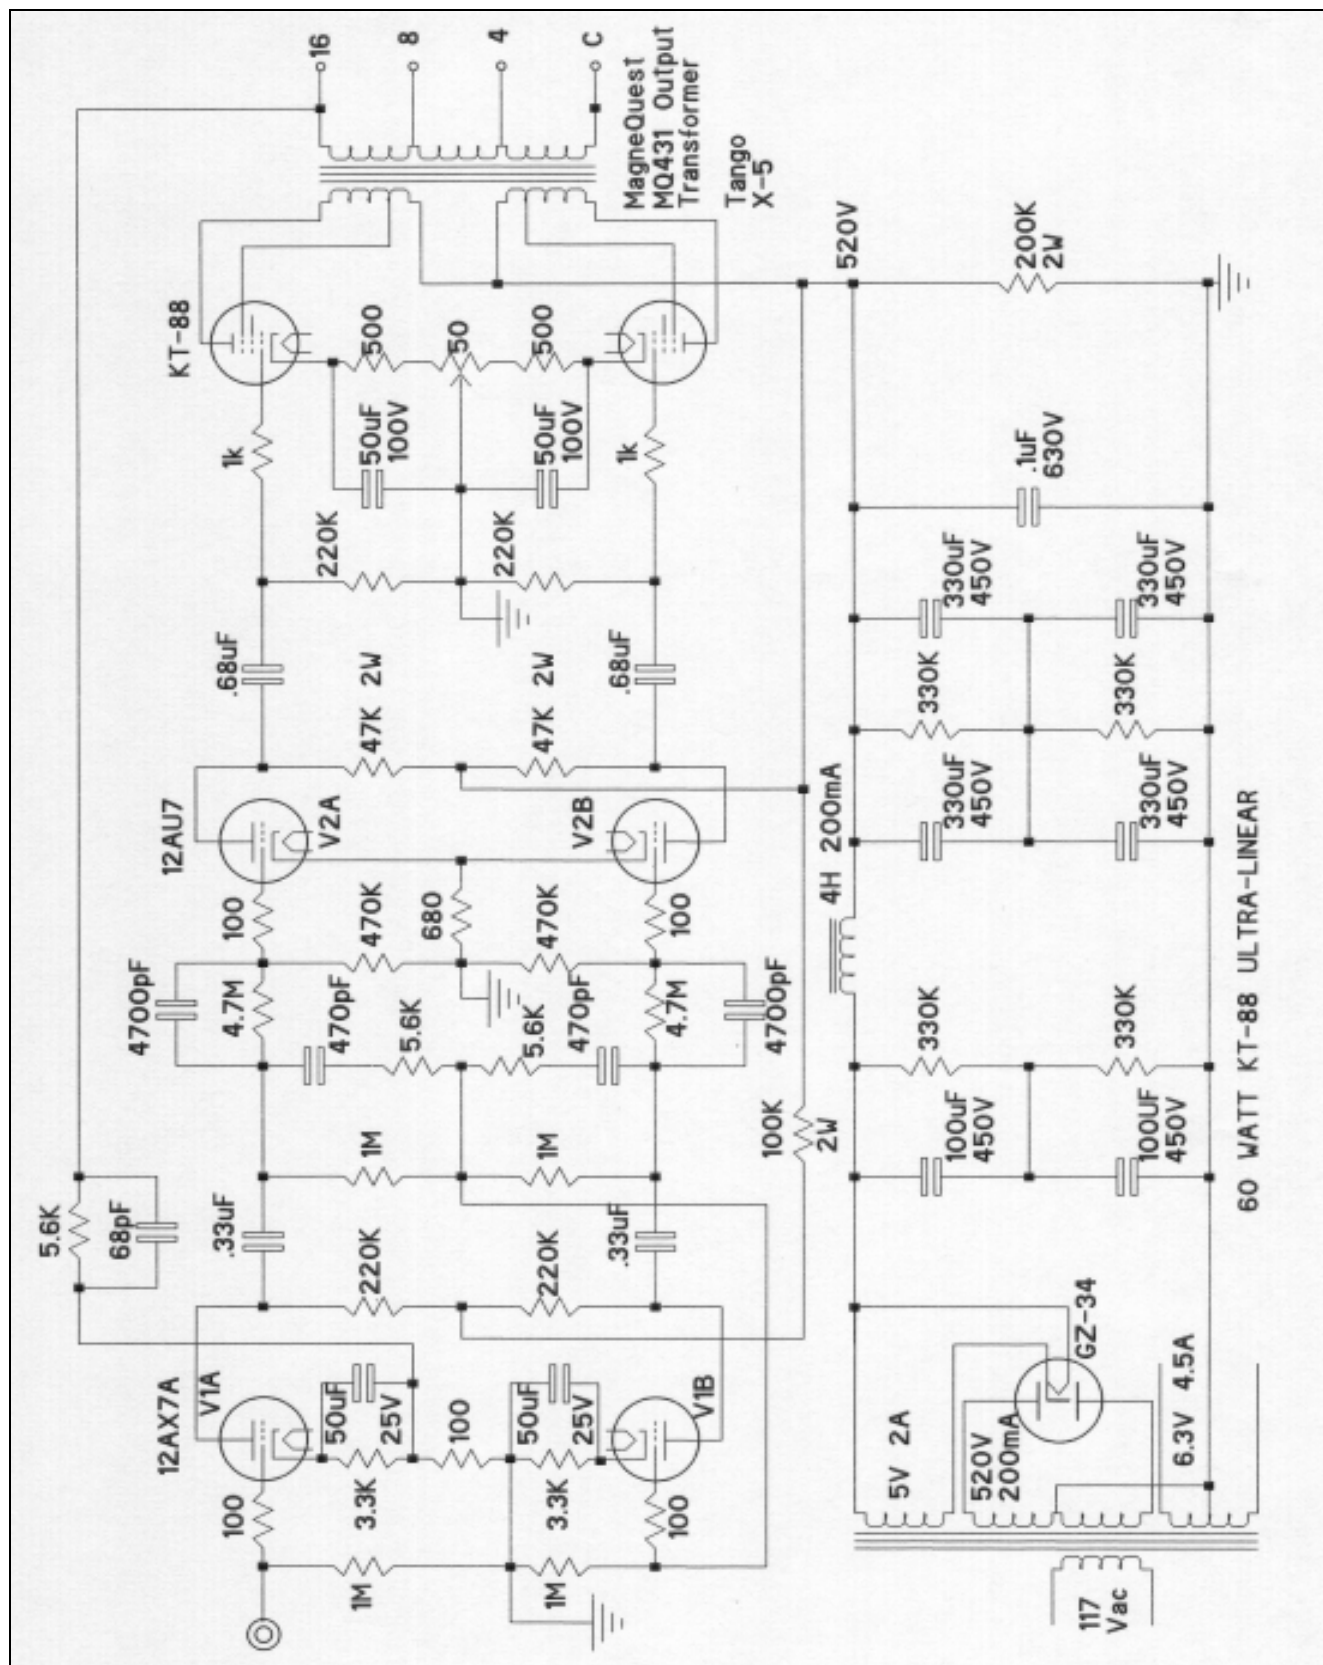 12AX7A
V1A
100
1M
3.3K
50uF
25V
100
50uF
25V
3.3K
1M
100
V1B
5.6K
68pF
.33uF
220K
220K
.33uF
1M
1M
4700pF
4.7M
470pF
5.6K
5.6K
470pF
4.7M
4700pF
100
470K
680
470K
100
12AU7
V2A
V2B
.68uF
47K 2W
47K 2W
.68uF
220K
220K
1k
50uF
100V
50uF
100V
1k
KT-88
500
50
500
16
8
4
C
MagneQuest
MQ431 Output
Transformer
Tango
X-5
100K
2W
520V
117
Vac
5V 2A
520V
200mA
GZ-34
6.3V 4.5A
100uF
450V
330K
100UF
450V
330K
4H 200mA
330uF
450V
330K
330uF
450V
330uF
450V
330K
330uF
450V
.1uF
630V
200K
2W
60 WATT KT-88 ULTRA-LINEAR